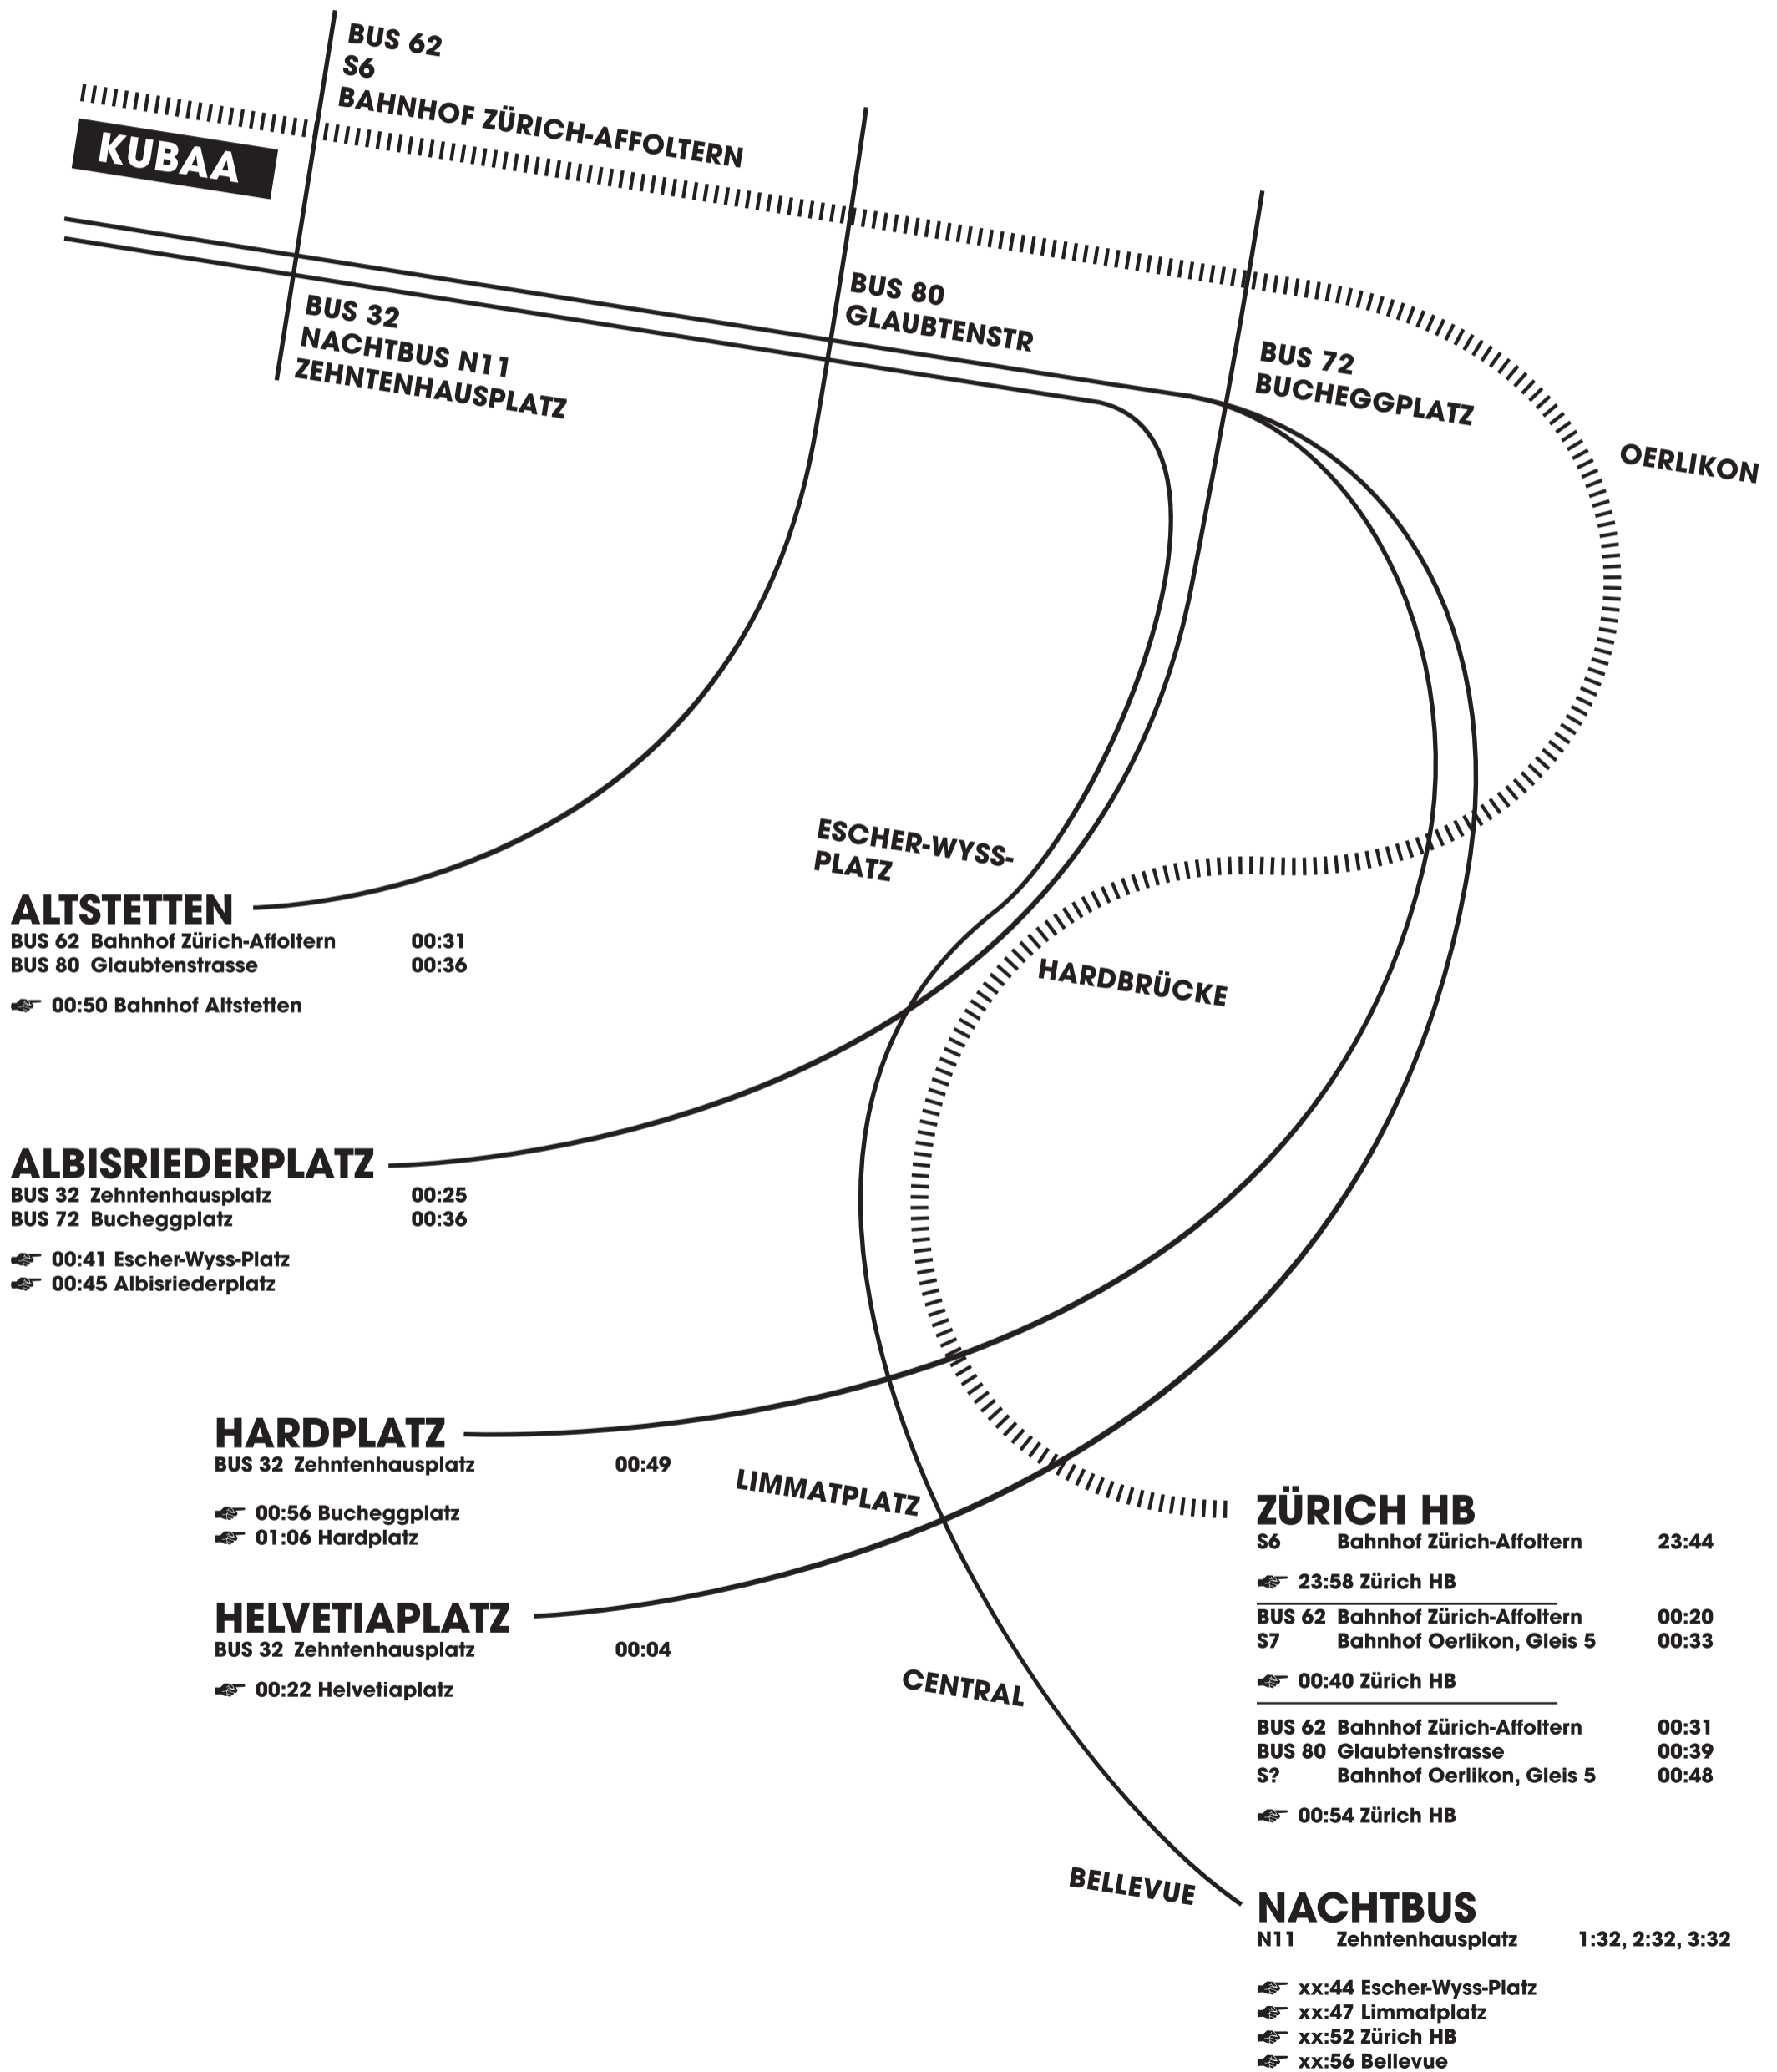 BUS 62
S6
BAHNHOF ZÜRICH-AFFOLTERN
KUBAA
BUS 32
NACHTBUS N11
ZEHNTENHAUSPLATZ
BUS 80
GLAUBTENSTR
BUS 72
BUCHEGGPLATZ
OERLIKON
ESCHER-WYSS-
PLATZ
HARDBRÜCKE
ALTSTETTEN
BUS 62 Bahnhof Zürich-Affoltern 00:31
BUS 80 Glaubtenstrasse 00:36
00:50 Bahnhof Altstetten
ALBISRIEDERPLATZ
BUS 32 Zehntenhausplatz 00:25
BUS 72 Bucheggplatz 00:36
00:41 Escher-Wyss-Platz
00:45 Albisriederplatz
HARDPLATZ
BUS 32 Zehntenhausplatz 00:49
00:56 Bucheggplatz
01:06 Hardplatz
LIMMATPLATZ
HELVETIAPLATZ
BUS 32 Zehntenhausplatz 00:04
00:22 Helvetiaplatz
CENTRAL
BELLEVUE
ZÜRICH HB
S6 Bahnhof Zürich-Affoltern 23:44
23:58 Zürich HB
BUS 62 Bahnhof Zürich-Affoltern 00:20
S7 Bahnhof Oerlikon, Gleis 5 00:33
00:40 Zürich HB
BUS 62 Bahnhof Zürich-Affoltern 00:31
BUS 80 Glaubtenstrasse 00:39
S? Bahnhof Oerlikon, Gleis 5 00:48
00:54 Zürich HB
NACHTBUS
N11 Zehntenhausplatz 1:32, 2:32, 3:32
xx:44 Escher-Wyss-Platz
xx:47 Limmatplatz
xx:52 Zürich HB
xx:56 Bellevue